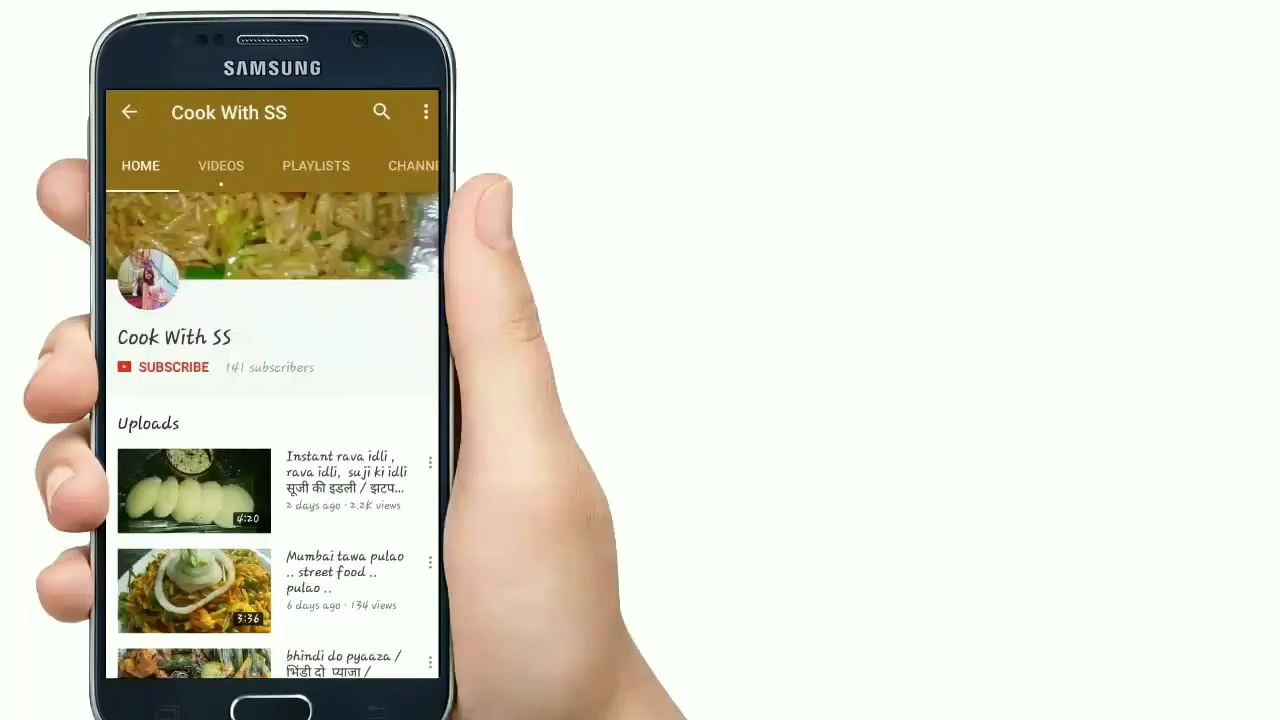 SAMSUNG
Cook With SS
HOME VIDEOS PLAYLISTS CHANNE
Cook With SS
SUBSCRIBE 141 subscribers
Uploads
Instant rava idli ,
rava idli, suji ki idli
सूजी की इडली / झटप...
2 days ago · 2.2K views
4:20
Mumbai tawa pulao
.. street food ..
pulao ..
6 days ago · 134 views
3:36
bhindi do pyaaza /
भिंडी दो प्याजा /